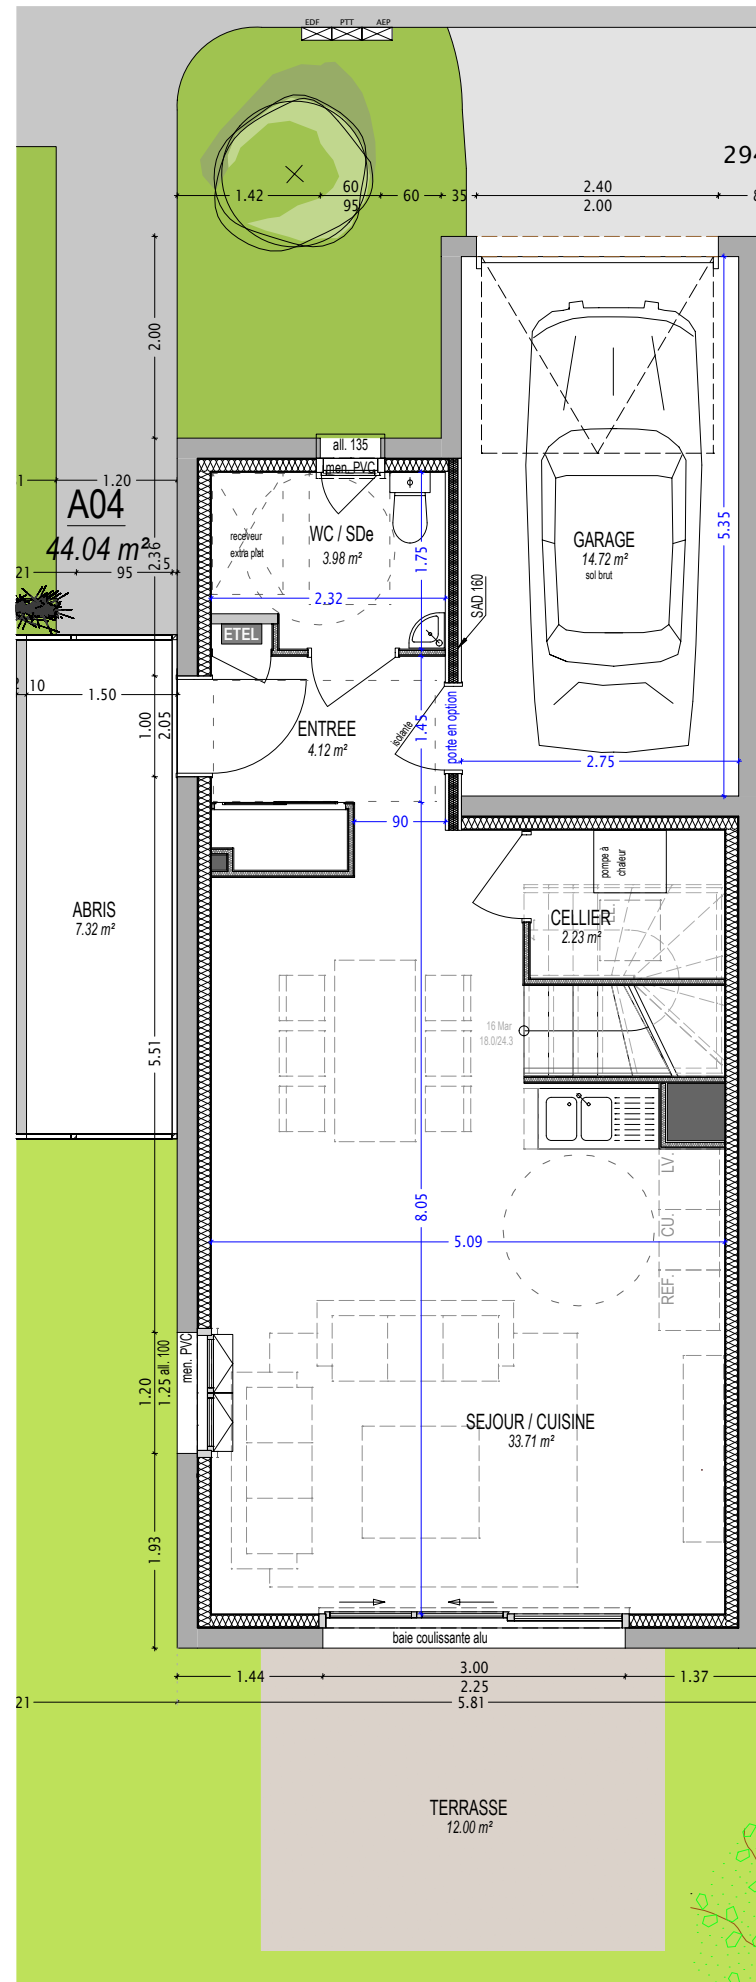 EDF PTT AEP
294
1.42 60 60 35 2.40
95 2.00
2.00
all. 135
men. PVC
1.20
A04
44.04 m²
2.36
21 95 5
receveur
extra plat
WC / SDe
3.98 m²
1.75
2.32
SAD 160
GARAGE
14.72 m²
sol brut
5.35
ETEL
10 1.50
1.00
2.05
ENTREE
4.12 m²
isolante
1.45
porte en option
2.75
90
pompe à
chaleur
CELLIER
2.23 m²
ABRIS
7.32 m²
16 Mar
18.0/24.3
5.51
LV.
CU.
REF.
8.05
5.09
1.20
1.25 all. 100
men. PVC
SEJOUR / CUISINE
33.71 m²
1.93
baie coulissante alu
1.44 3.00 1.37
2.25
21 5.81
TERRASSE
12.00 m²